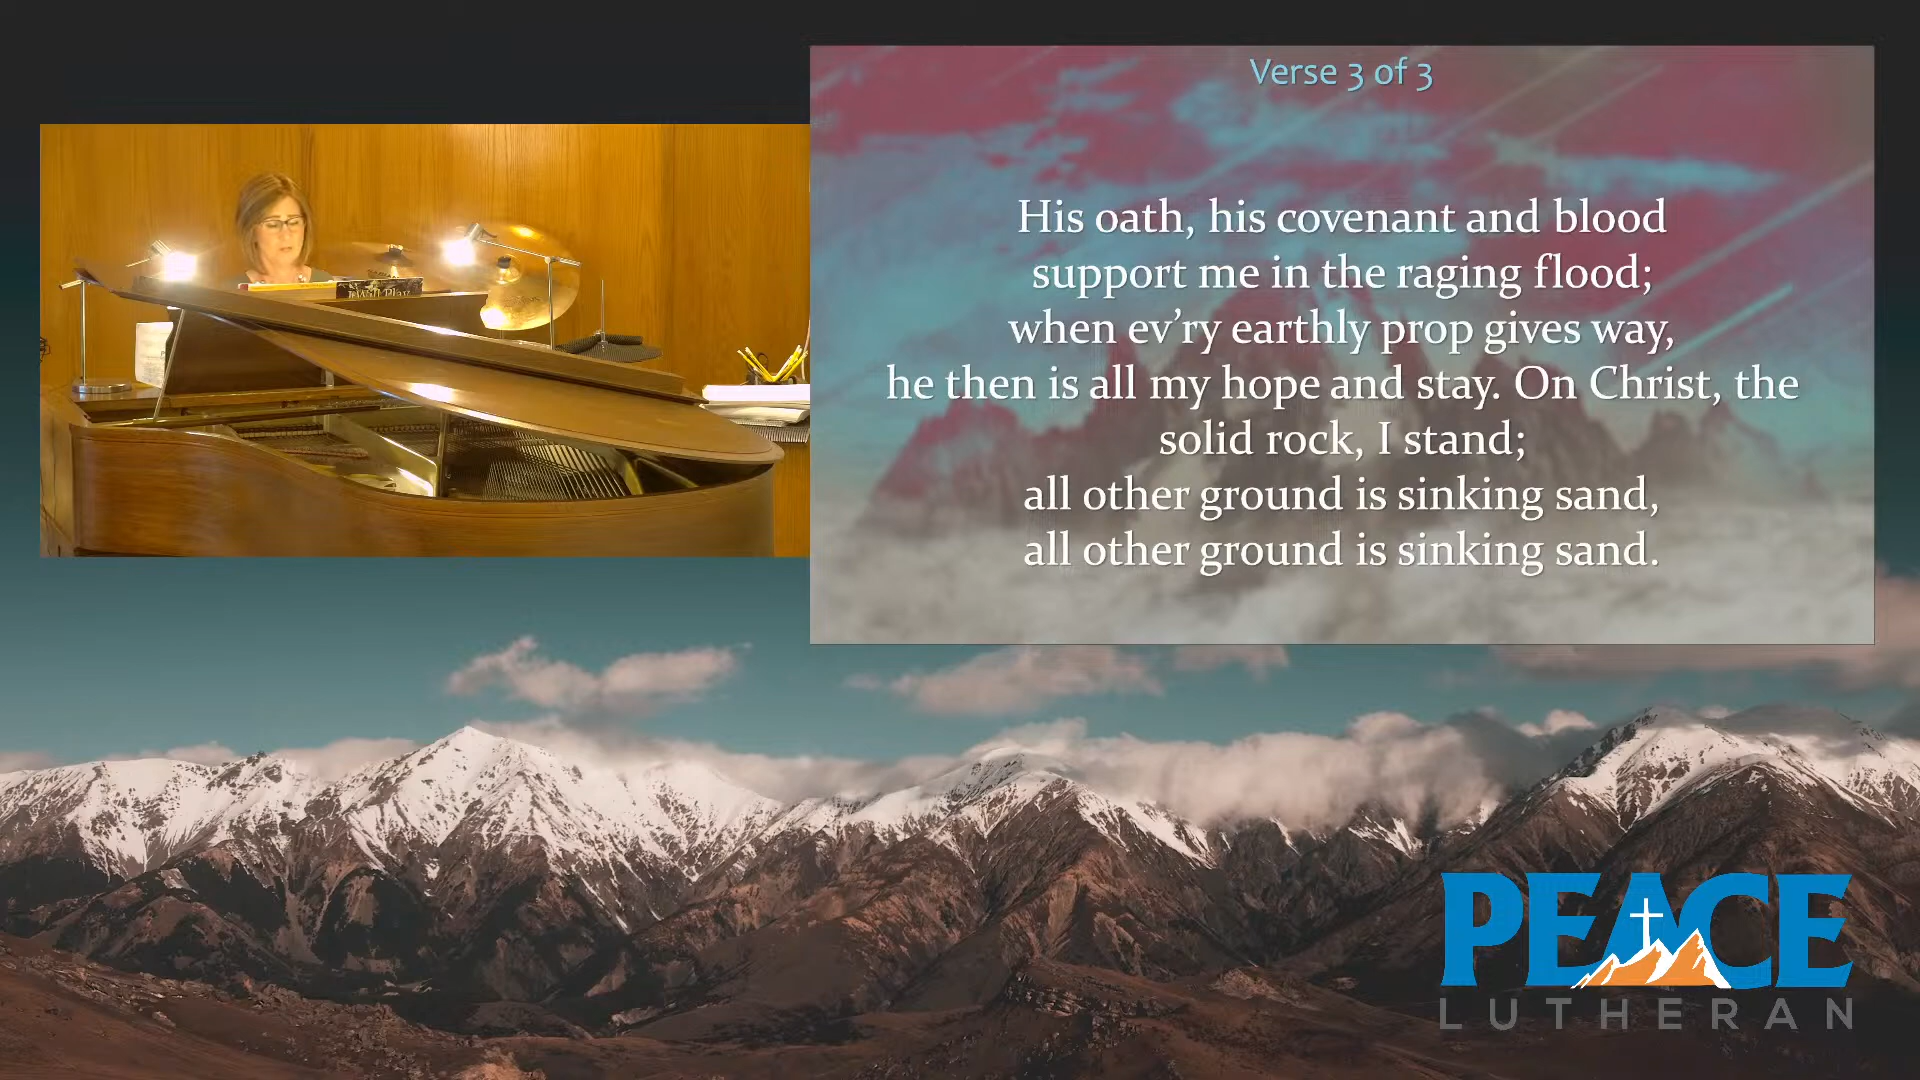 Verse 3 of 3
His oath, his covenant and blood
support me in the raging flood;
when ev’ry earthly prop gives way,
he then is all my hope and stay. On Christ, the
solid rock, I stand;
all other ground is sinking sand,
all other ground is sinking sand.
PEACE
LUTHERAN